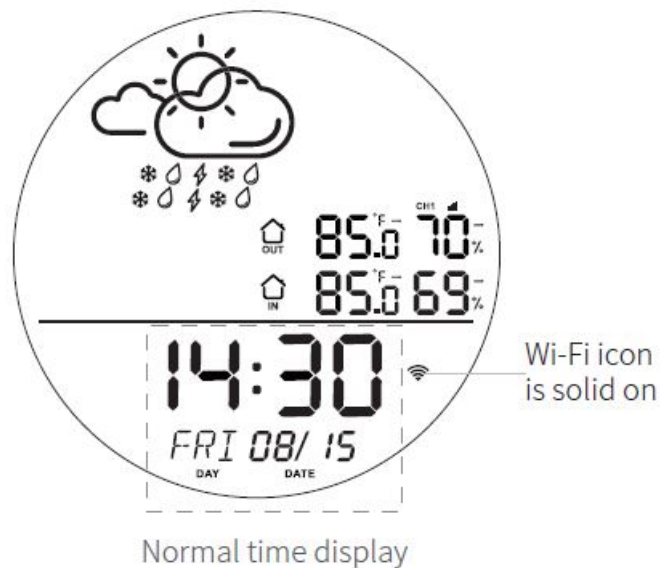 CH1
OUT 85.0 °F 70 %
IN 85.0 °F 69 %
14:30
Wi-Fi icon
is solid on
FRI 08/ 15
DAY DATE
Normal time display